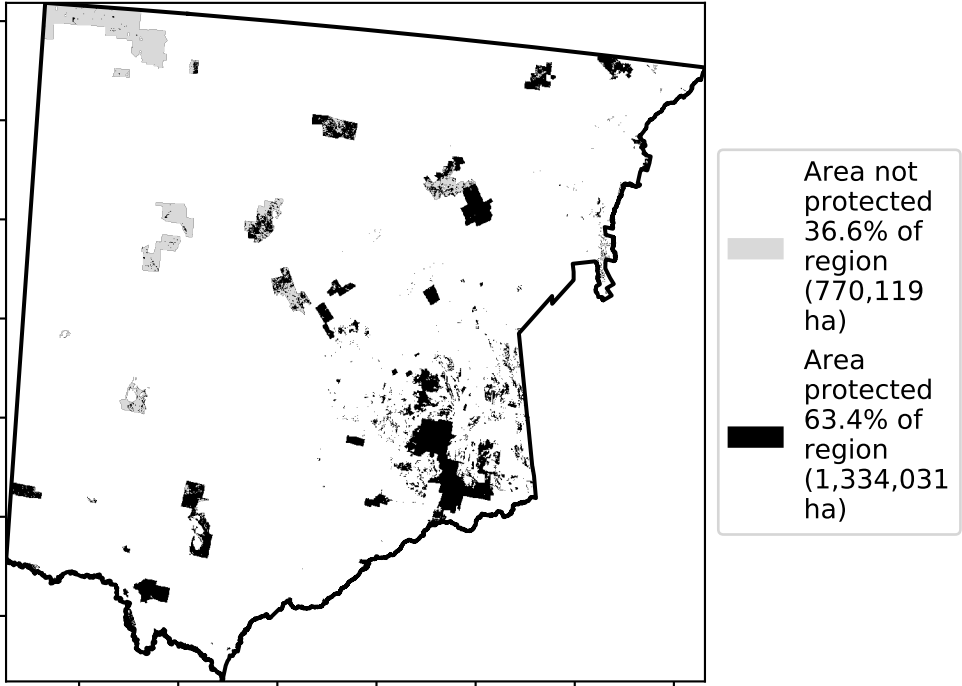 Area not
protected
36.6% of
region
(770,119
ha)
Area
protected
63.4% of
region
(1,334,031
ha)